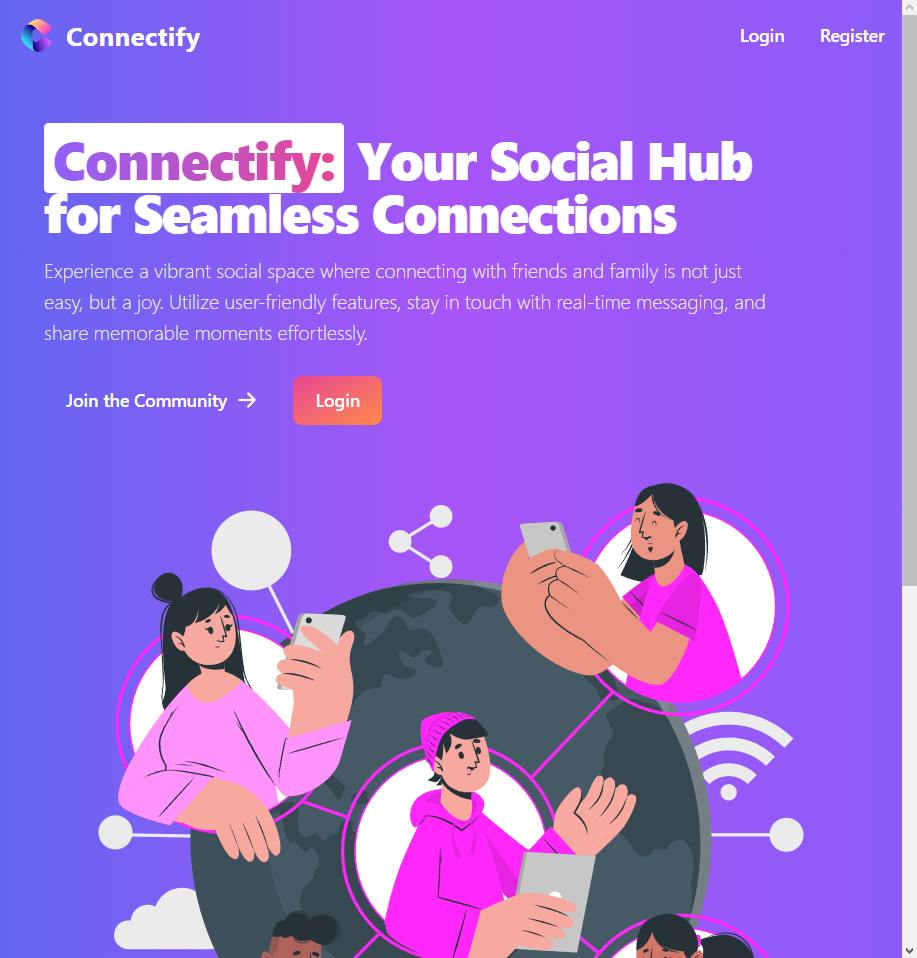 Connectify
Login
Register
Connectify: Your Social Hub
for Seamless Connections
Experience a vibrant social space where connecting with friends and family is not just
easy, but a joy. Utilize user-friendly features, stay in touch with real-time messaging, and
share memorable moments effortlessly.
Join the Community →
Login